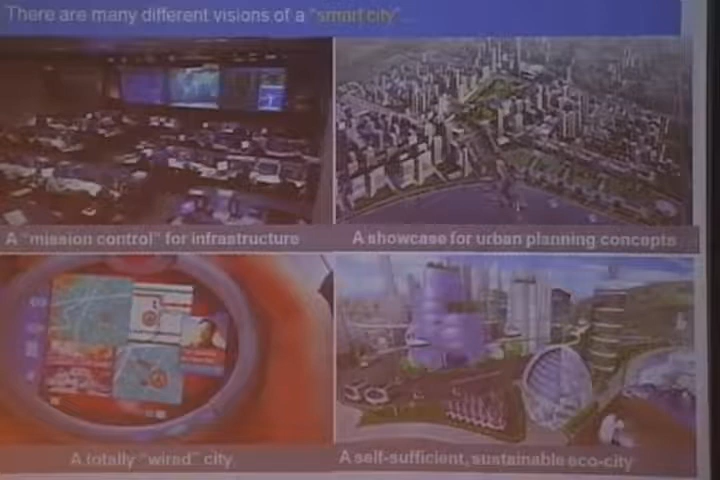 There are many different visions of a "smart city"...
A "mission control" for infrastructure
A showcase for urban planning concepts
A totally "wired" city
A self-sufficient, sustainable eco-city